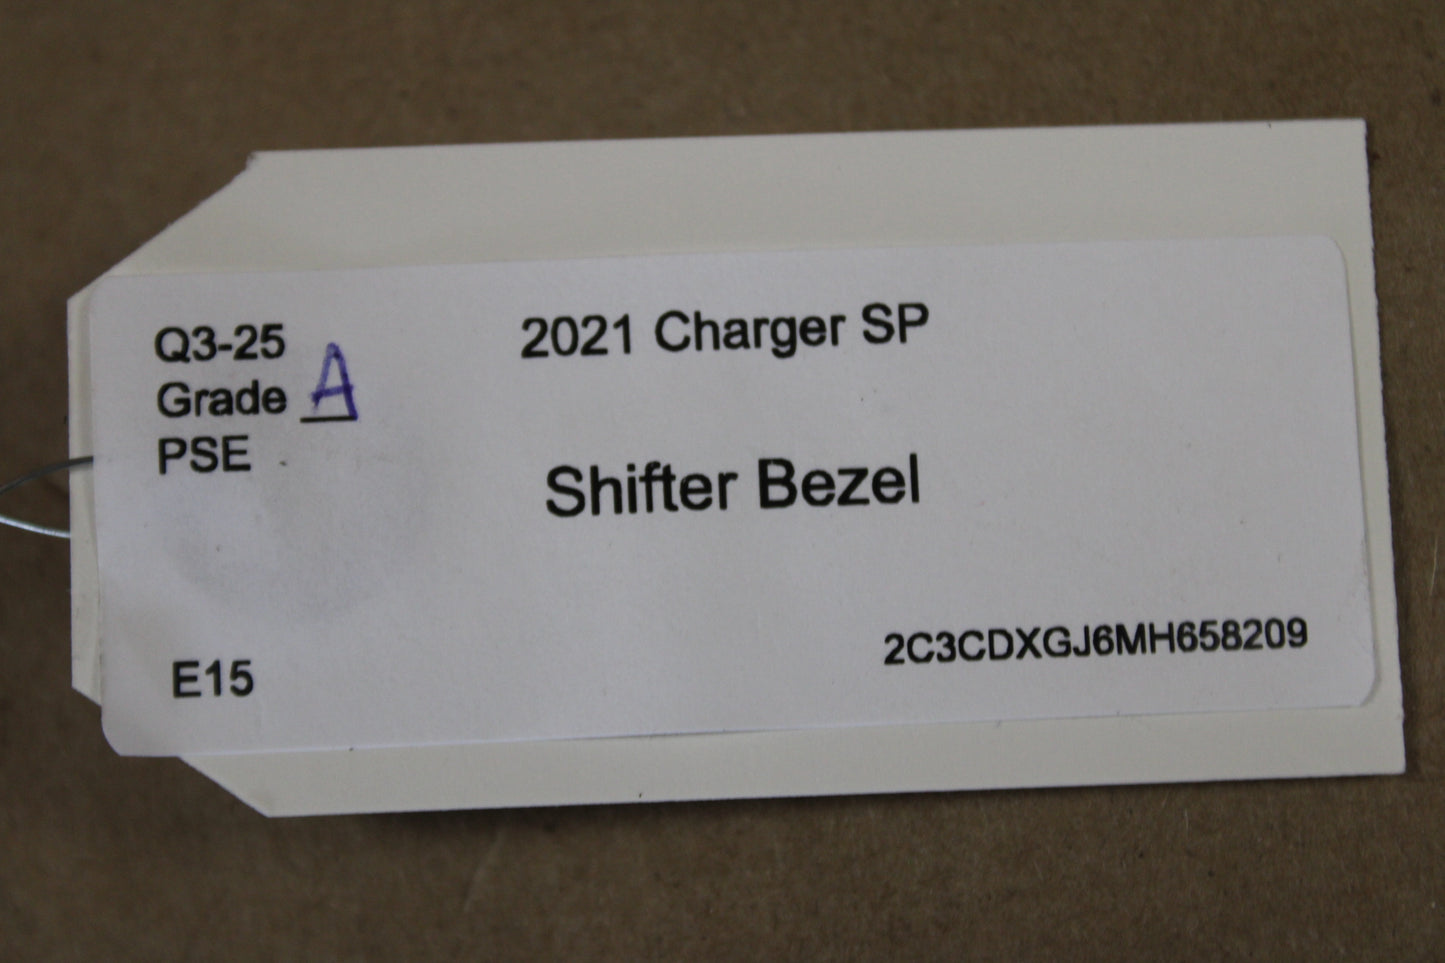 Q3-25
Grade A
PSE
2021 Charger SP
Shifter Bezel
E15
2C3CDXGJ6MH658209